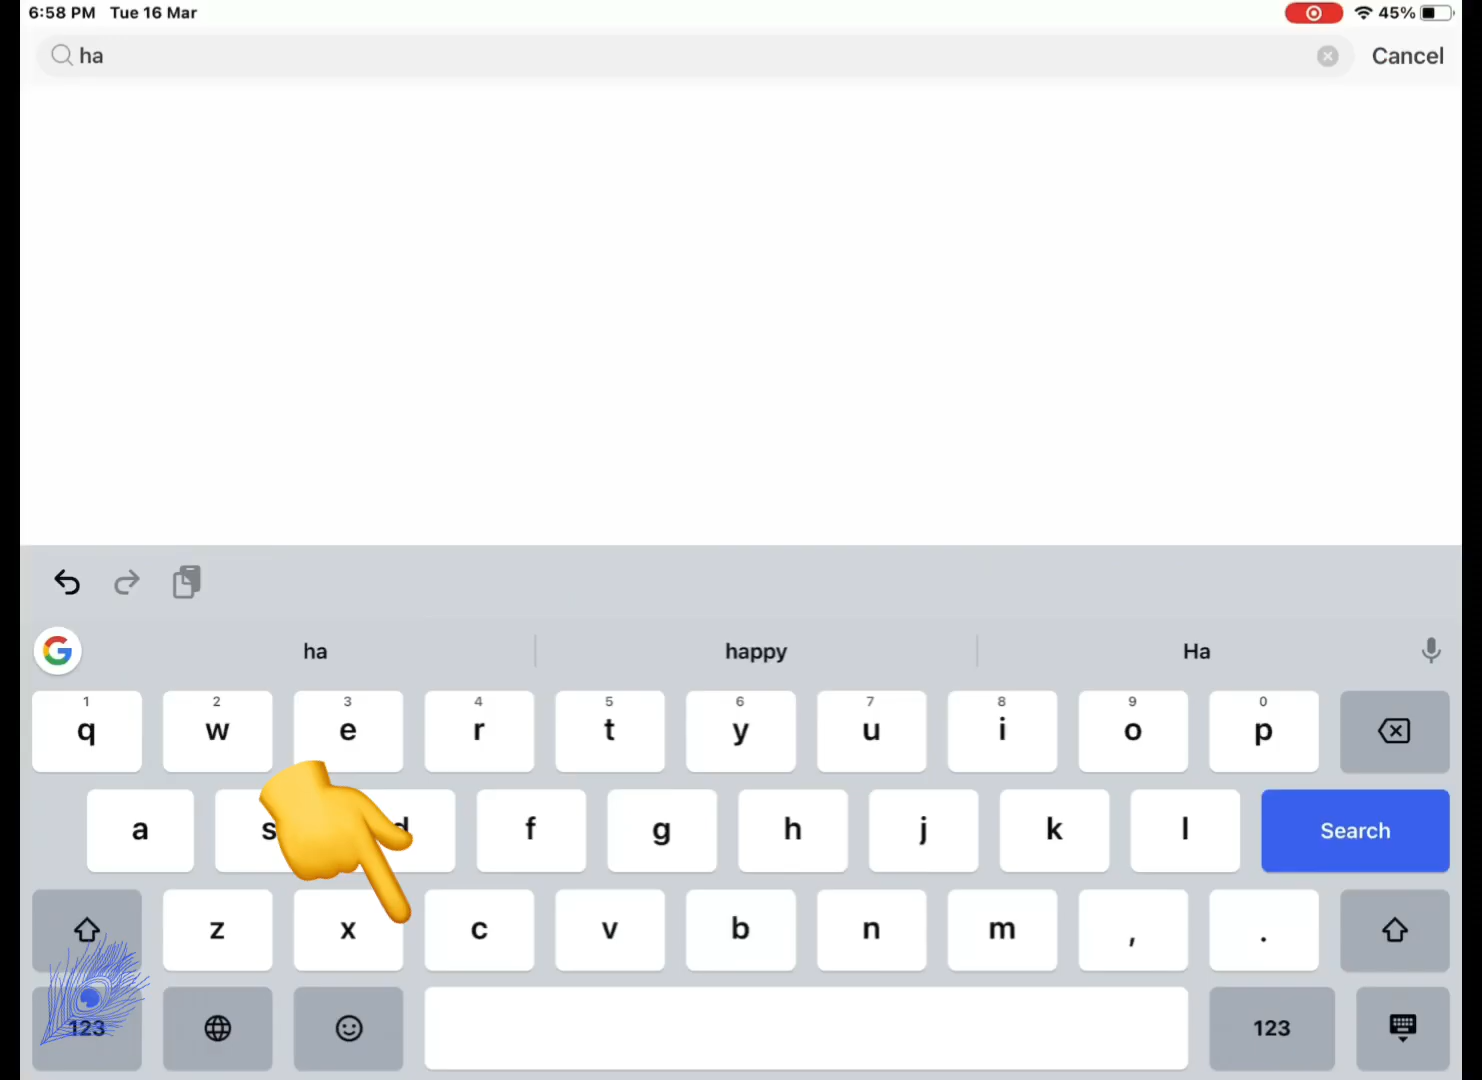 6:58 PM Tue 16 Mar 45%
ha Cancel
ha happy Ha
1 2 3 4 5 6 7 8 9 0
q w e r t y u i o p
a s d f g h j k l Search
z x c v b n m , .
123 123